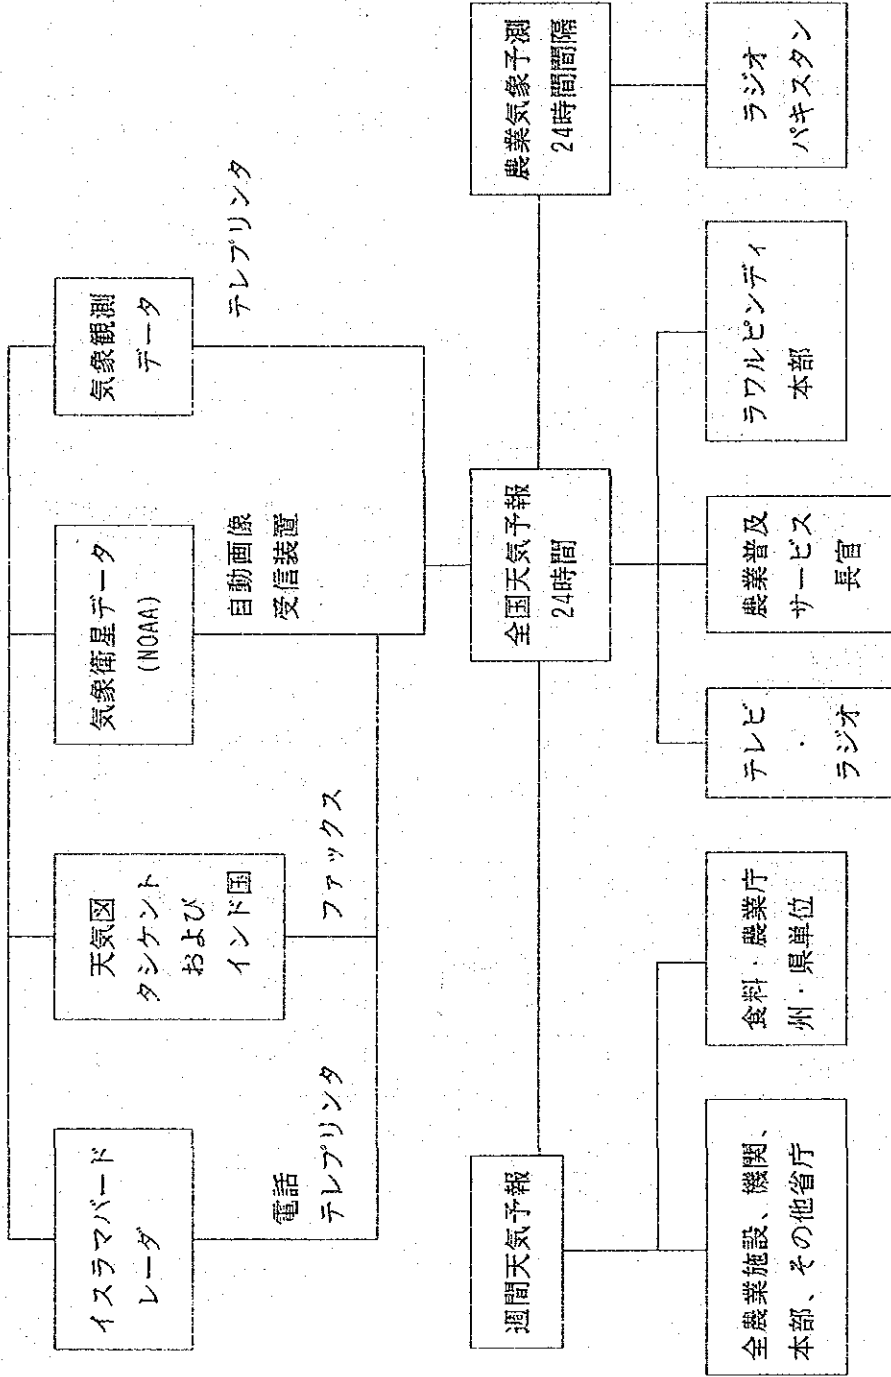 イスラマバード
レーダ
天気図
タシケント
および
インド国
気象衛星データ
(NOAA)
気象観測
データ
電話
テレプリンタ
ファックス
自動画像
受信装置
テレプリンタ
週間天気予報
全国天気予報
24時間
農業気象予測
24時間間隔
全農業施設、機関、
本部、その他省庁
食料・農業庁
州・県単位
テレビ
・
ラジオ
農業普及
サービス
長官
ラワルピンディ
本部
ラジオ
パキスタン